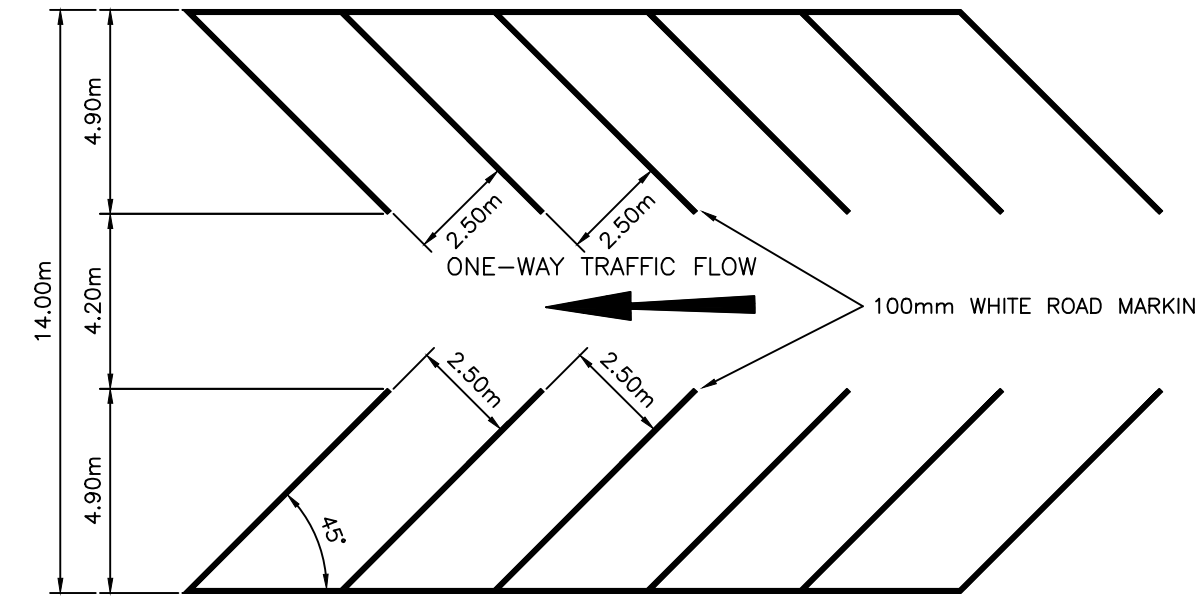 4.90m
2.50m
2.50m
ONE-WAY TRAFFIC FLOW
14.00m
4.20m
100mm WHITE ROAD MARKIN
2.50m
2.50m
4.90m
45°